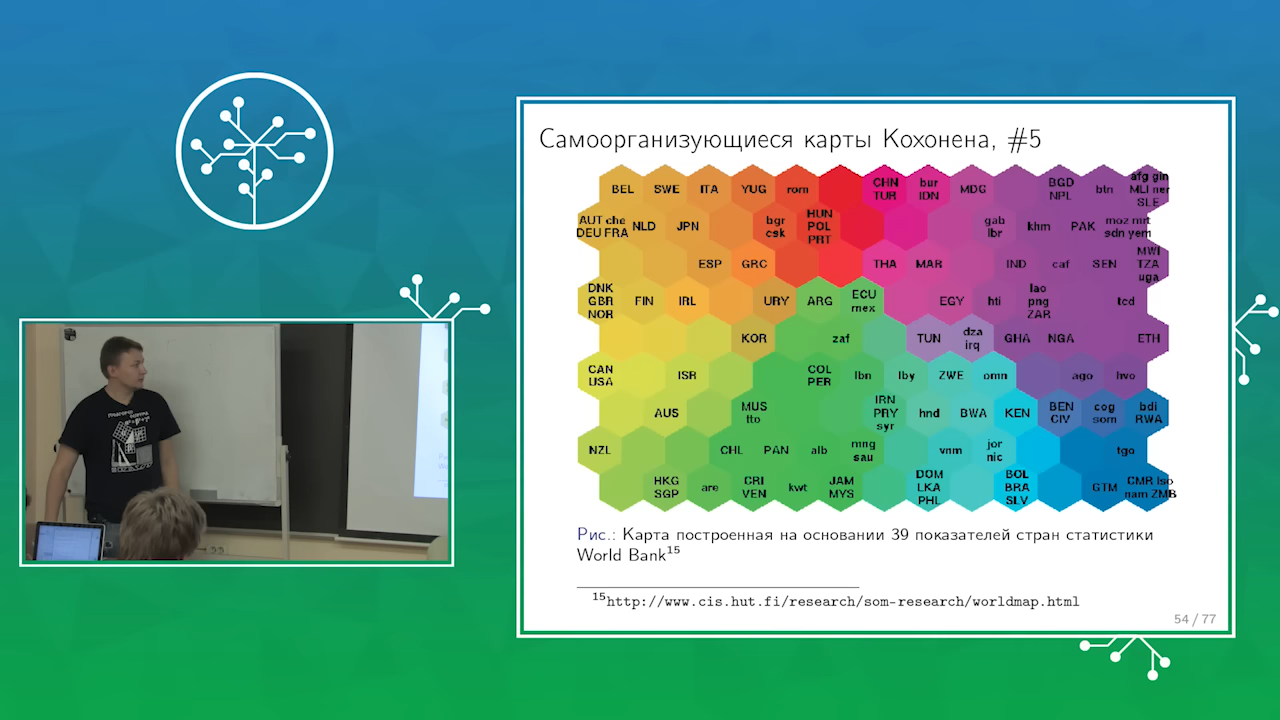 Самоорганизующиеся карты Кохонена, #5
BEL SWE ITA YUG rom CHN bur MDG BGD btn afg gin
TUR IDN NPL MLI ner
SLE
AUT che NLD JPN bgr HUN gab khm PAK moz mrt
DEU FRA csk POL lbr sdn yem
PRT
ESP GRC THA MAR IND caf SEN MWI
TZA
uga
DNK FIN IRL URY ARG ECU EGY hti lao tcd
GBR mex png
NOR ZAR
KOR zaf TUN dza GHA NGA ETH
irq
CAN ISR COL lbn lby ZWE omn ago hvo
USA PER
AUS MUS IRN hnd BWA KEN BEN cog bdi
tto PRY CIV som RWA
syr
NZL CHL PAN alb mng vnm jor tgo
sau nic
HKG are CRI kwt JAM DOM BOL GTM CMR lso
SGP VEN MYS LKA BRA nam ZMB
PHL SLV
Рис.: Карта построенная на основании 39 показателей стран статистики
World Bank15
15http://www.cis.hut.fi/research/som-research/worldmap.html
54 / 77